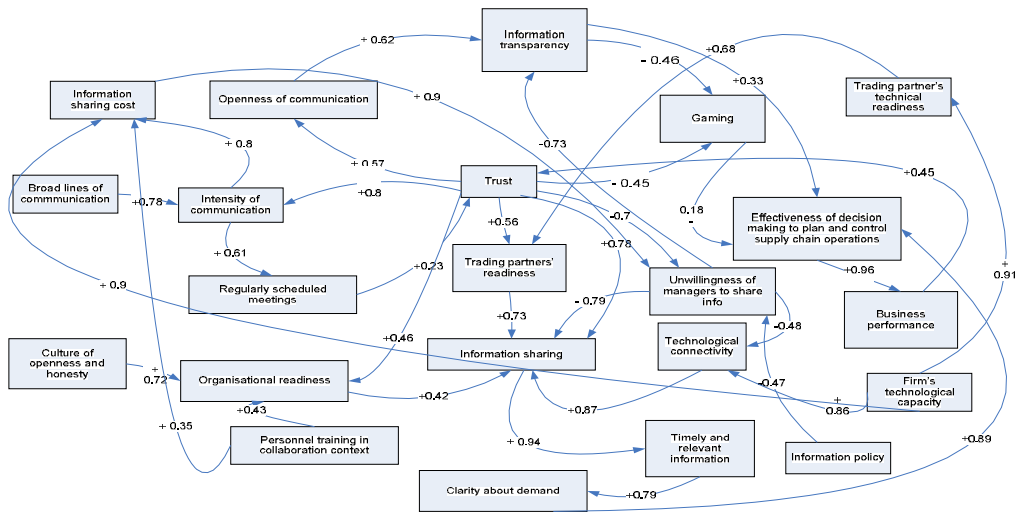 Information
transparency
+ 0.62
+0.68
- 0.46
+0.33
Information
sharing cost
Openness of communication
+ 0.9
Trading partner's
technical
readiness
Gaming
+ 0.8
-0.73
+ 0.57
Trust
- 0.45
+0.45
Broad lines of
commmunication
+0.78
Intensity of
communication
+0.8
-0.7
0.18
-
Effectiveness of decision
making to plan and control
supply chain operations
+0.56
+0.78
+0.61
+0.23
Trading partners'
readiness
Unwillingness of
managers to share
info
+0.96
+
0.91
+ 0.9
Regularly scheduled
meetings
- 0.79
Business
performance
+0.73
-0.48
+0.46
Technological
connectivity
Culture of
openness and
honesty
+
0.72
Organisational readiness
Information sharing
-0.47
Firm's
technological
capacity
+0.42
+0.87
+
0.86
+0.43
+ 0.35
Personnel training in
collaboration context
+ 0.94
Timely and
relevant
information
Information policy
+0.89
Clarity about demand
+0.79